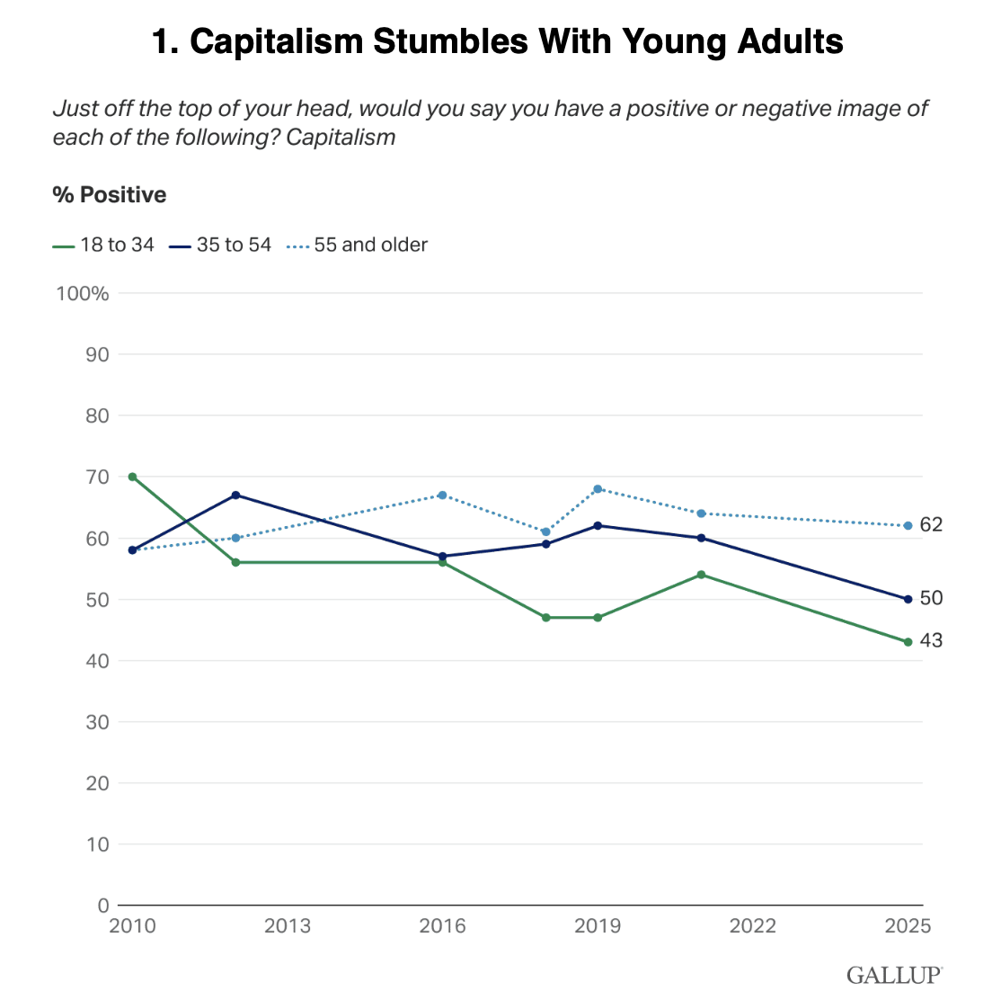 1. Capitalism Stumbles With Young Adults
Just off the top of your head, would you say you have a positive or negative image of
each of the following? Capitalism
% Positive
18 to 34 35 to 54 55 and older
100%
90
80
70
60
50
40
30
20
10
0
62
50
43
2010 2013 2016 2019 2022 2025
GALLUP